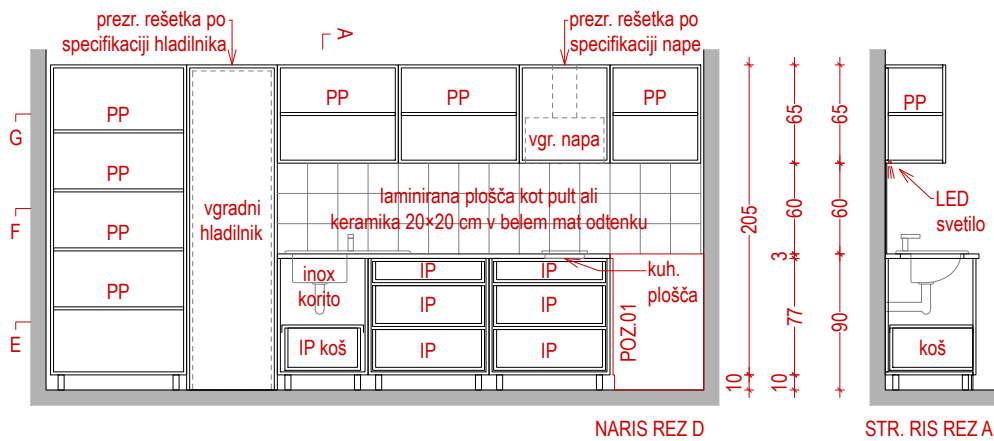 prezr. rešetka po
specifikaciji hladilnika
A
prezr. rešetka po
specifikaciji nape
PP
PP
PP
PP
PP
PP
PP
PP
PP
vgr. napa
G
F
E
vgradni
hladilnik
laminirana plošča kot pult ali
keramika 20×20 cm v belem mat odtenku
inox
korito
IP koš
IP
IP
IP
IP
IP
IP
kuh.
plošča
POZ.01
205
10
65
60
3
77
10
65
60
90
LED
svetilo
koš
NARIS REZ D
STR. RIS REZ A